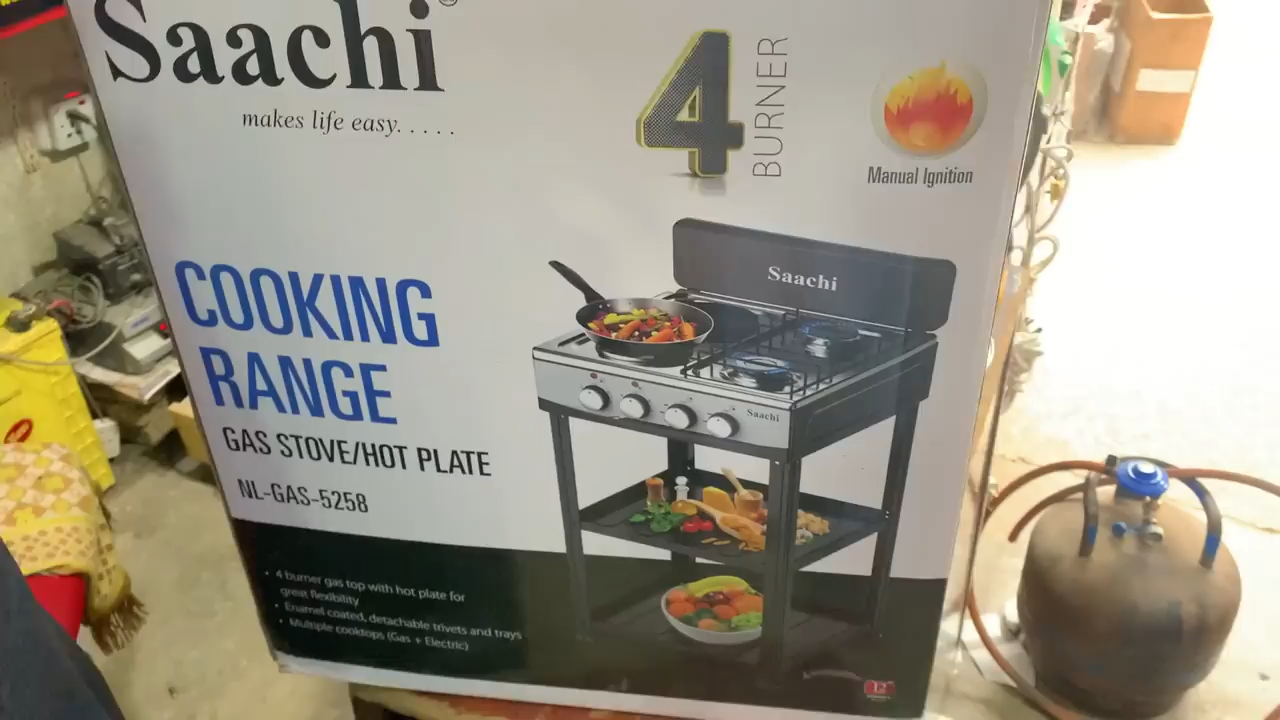 Saachi
makes life easy.....
4
BURNER
Manual Ignition
COOKING
RANGE
GAS STOVE/HOT PLATE
NL-GAS-5258
• 4 burner gas top with hot plate for
great flexibility
• Enamel coated, detachable trivets and trays
• Multiple cooktops (Gas + Electric)
Saachi
Saachi
12